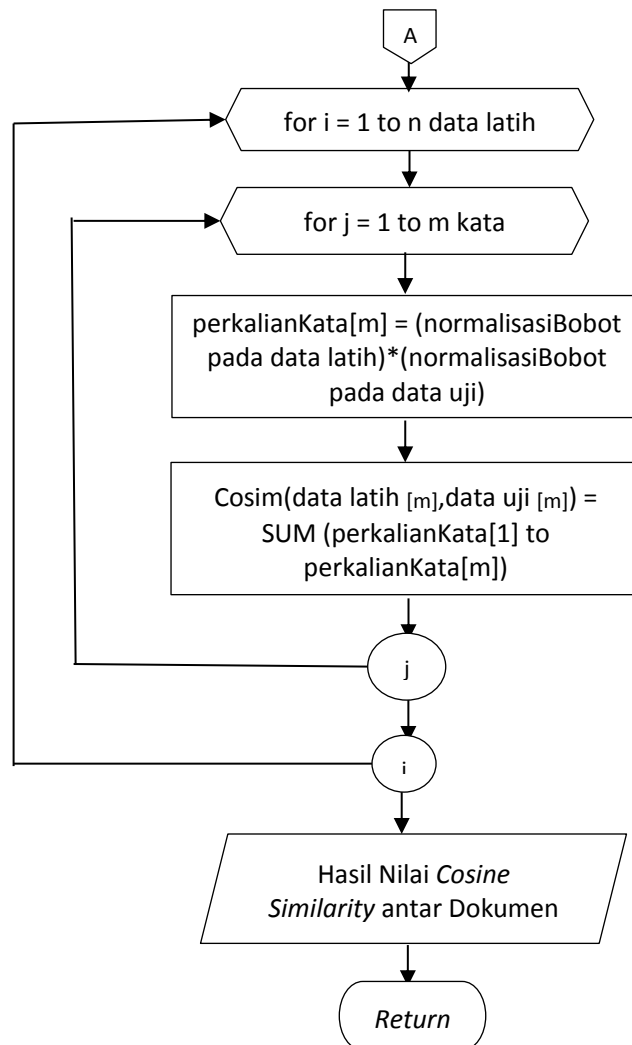 A
for i = 1 to n data latih
for j = 1 to m kata
perkalianKata[m] = (normalisasiBobot
pada data latih)*(normalisasiBobot
pada data uji)
Cosim(data latih [m],data uji [m]) =
SUM (perkalianKata[1] to
perkalianKata[m])
j
i
Hasil Nilai Cosine
Similarity antar Dokumen
Return